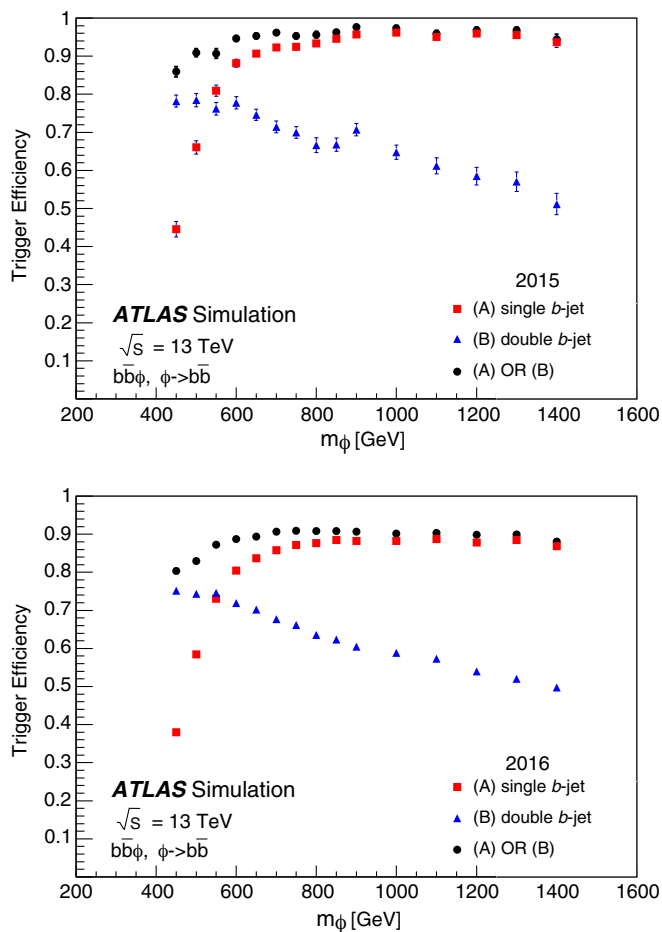 1
0.9
0.8
0.7
0.6
0.5
0.4
0.3
0.2
0.1
Trigger Efficiency
2015
(A) single b-jet
(B) double b-jet
(A) OR (B)
ATLAS Simulation
√s = 13 TeV
bb̄ϕ, ϕ->bb̄
200 400 600 800 1000 1200 1400 1600
mϕ [GeV]
1
0.9
0.8
0.7
0.6
0.5
0.4
0.3
0.2
0.1
Trigger Efficiency
2016
(A) single b-jet
(B) double b-jet
(A) OR (B)
ATLAS Simulation
√s = 13 TeV
bb̄ϕ, ϕ->bb̄
200 400 600 800 1000 1200 1400 1600
mϕ [GeV]